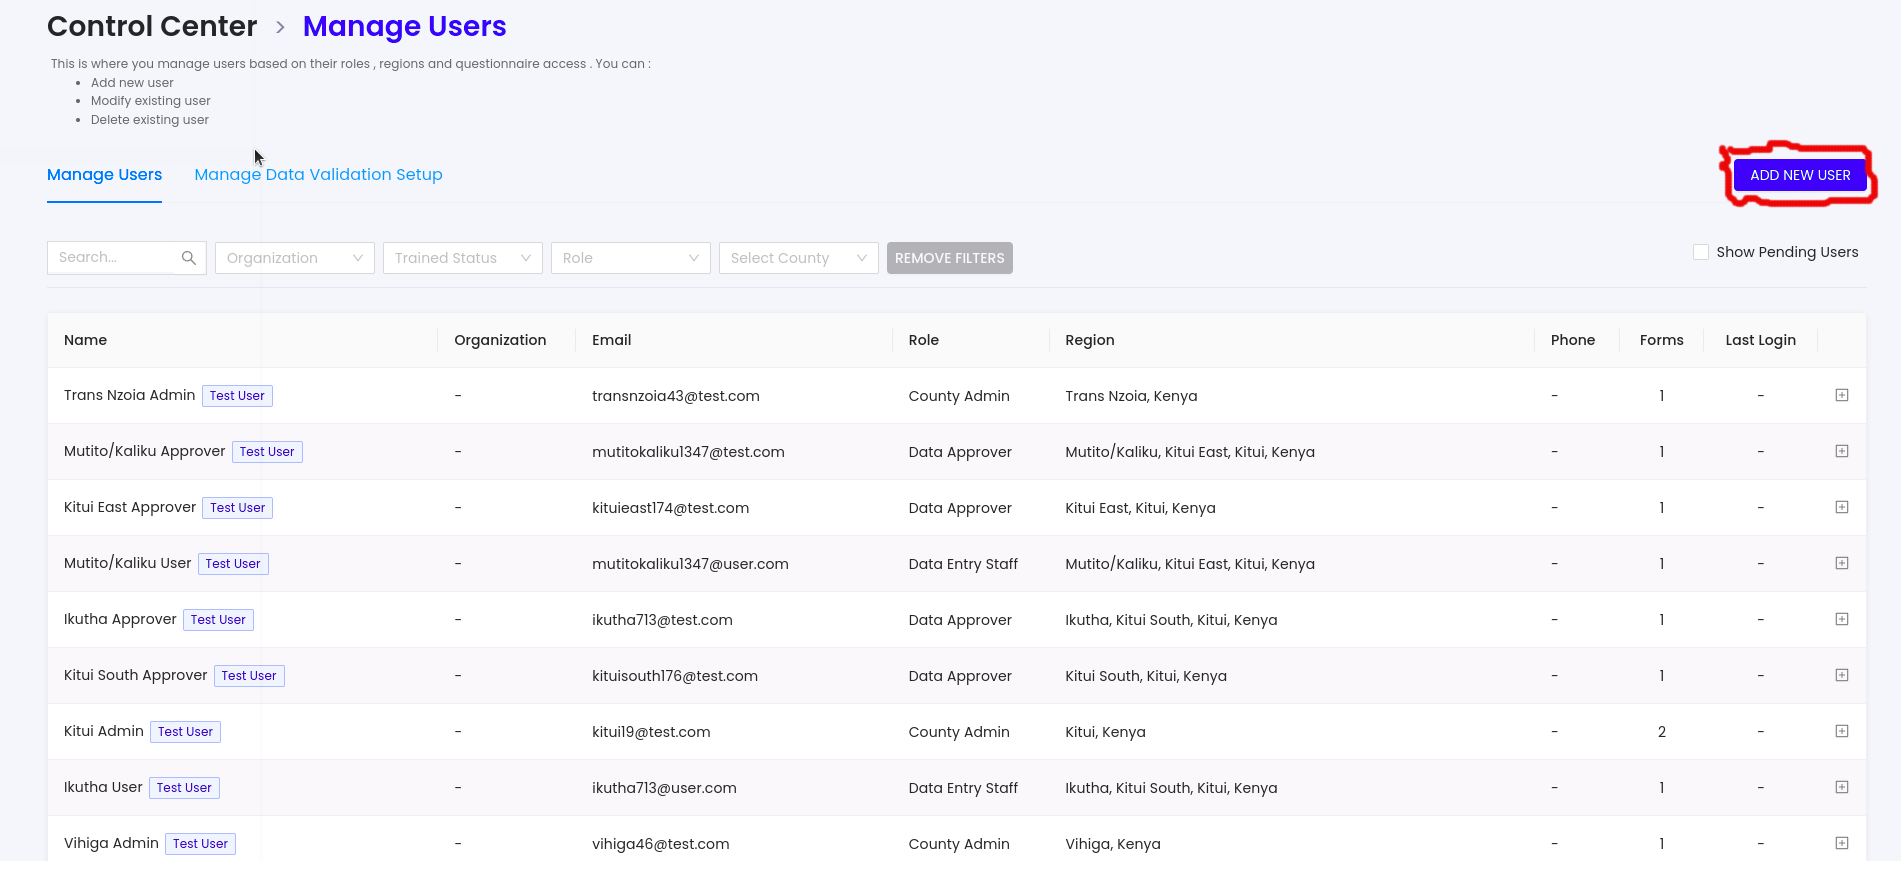 Control Center > Manage Users
This is where you manage users based on their roles , regions and questionnaire access . You can :
• Add new user
• Modify existing user
• Delete existing user
Manage Users Manage Data Validation Setup ADD NEW USER
Search... Organization Trained Status Role Select County REMOVE FILTERS Show Pending Users
Name Organization Email Role Region Phone Forms Last Login
Trans Nzoia Admin Test User - transnzoia43@test.com County Admin Trans Nzoia, Kenya - 1 -
Mutito/Kaliku Approver Test User - mutitokaliku1347@test.com Data Approver Mutito/Kaliku, Kitui East, Kitui, Kenya - 1 -
Kitui East Approver Test User - kituieast174@test.com Data Approver Kitui East, Kitui, Kenya - 1 -
Mutito/Kaliku User Test User - mutitokaliku1347@user.com Data Entry Staff Mutito/Kaliku, Kitui East, Kitui, Kenya - 1 -
Ikutha Approver Test User - ikutha713@test.com Data Approver Ikutha, Kitui South, Kitui, Kenya - 1 -
Kitui South Approver Test User - kituisouth176@test.com Data Approver Kitui South, Kitui, Kenya - 1 -
Kitui Admin Test User - kitui19@test.com County Admin Kitui, Kenya - 2 -
Ikutha User Test User - ikutha713@user.com Data Entry Staff Ikutha, Kitui South, Kitui, Kenya - 1 -
Vihiga Admin Test User - vihiga46@test.com County Admin Vihiga, Kenya - 1 -